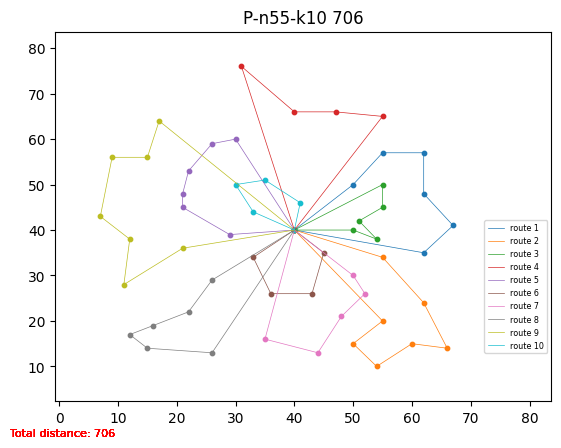 P-n55-k10 706
80
70
60
50
40
30
20
10
0 10 20 30 40 50 60 70 80
route 1
route 2
route 3
route 4
route 5
route 6
route 7
route 8
route 9
route 10
Total distance: 706